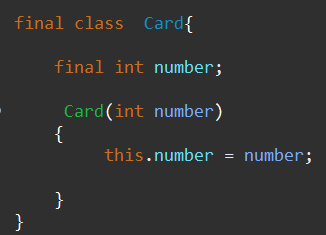 final class  Card{
final int number;
Card(int number)
{
this.number = number;
}
}